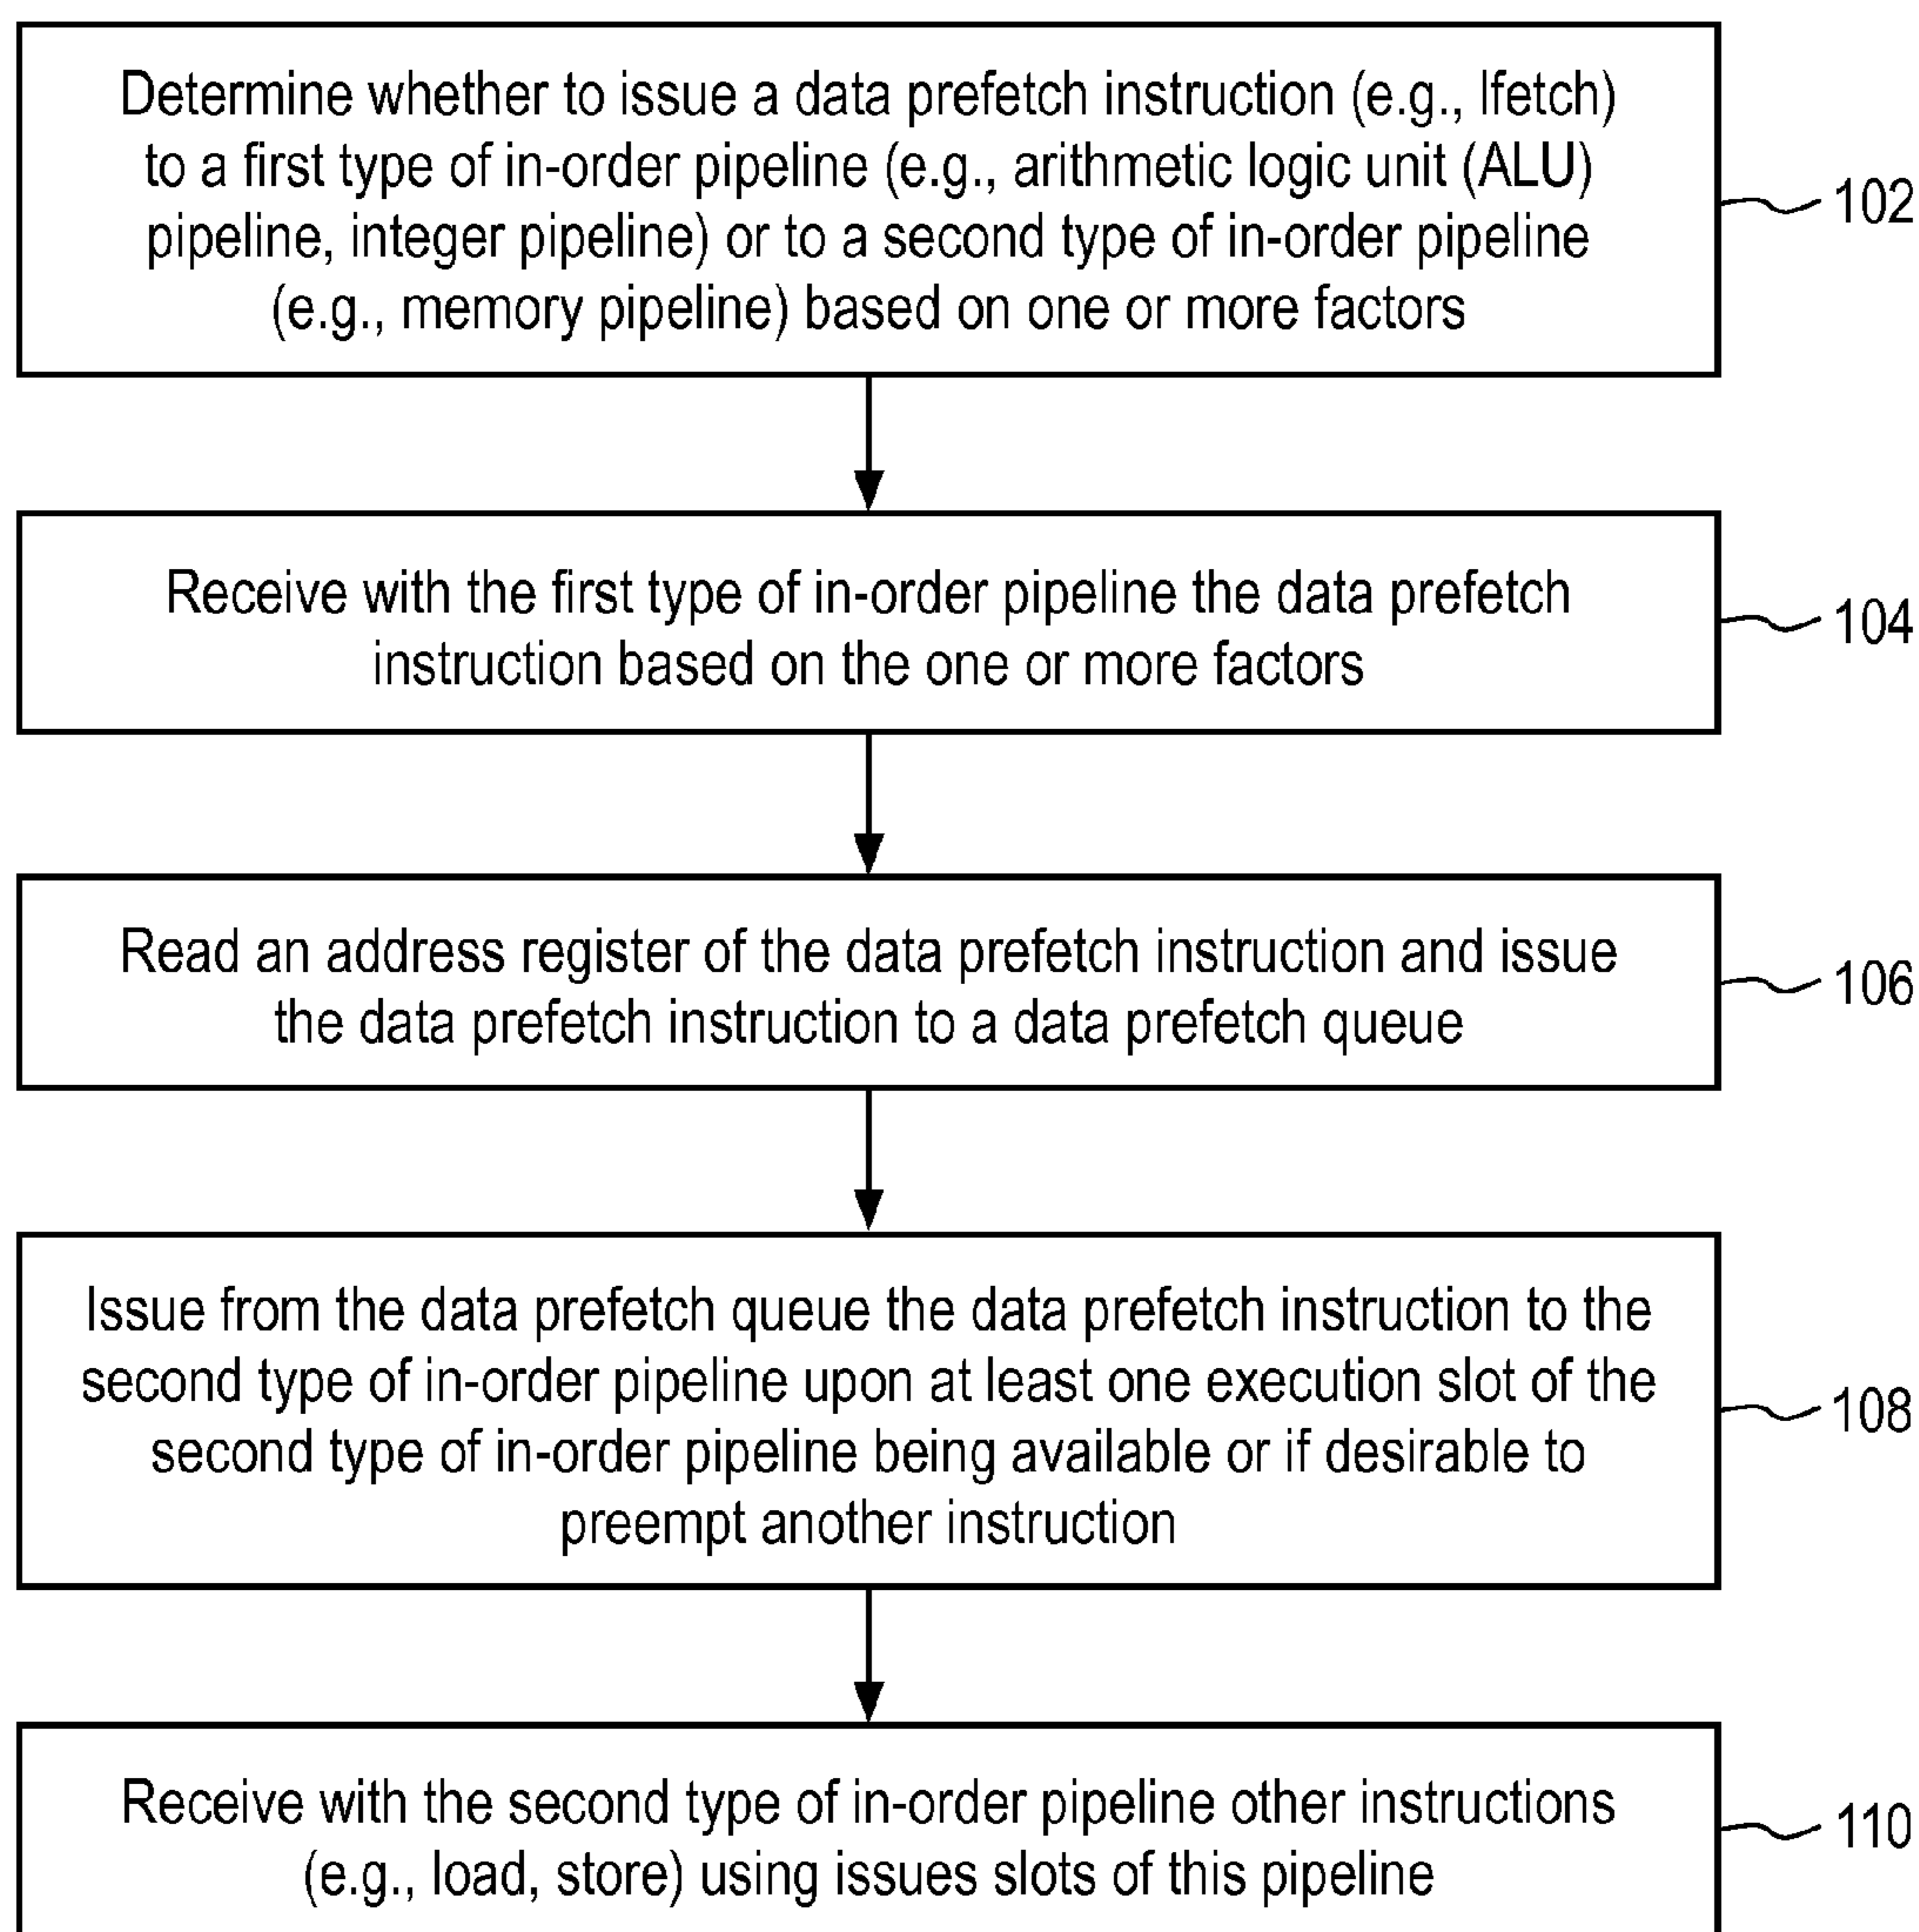 Determine whether to issue a data prefetch instruction (e.g., lfetch)
to a first type of in-order pipeline (e.g., arithmetic logic unit (ALU)
pipeline, integer pipeline) or to a second type of in-order pipeline
(e.g., memory pipeline) based on one or more factors
102
Receive with the first type of in-order pipeline the data prefetch
instruction based on the one or more factors
104
Read an address register of the data prefetch instruction and issue
the data prefetch instruction to a data prefetch queue
106
Issue from the data prefetch queue the data prefetch instruction to the
second type of in-order pipeline upon at least one execution slot of the
second type of in-order pipeline being available or if desirable to
preempt another instruction
108
Receive with the second type of in-order pipeline other instructions
(e.g., load, store) using issues slots of this pipeline
110